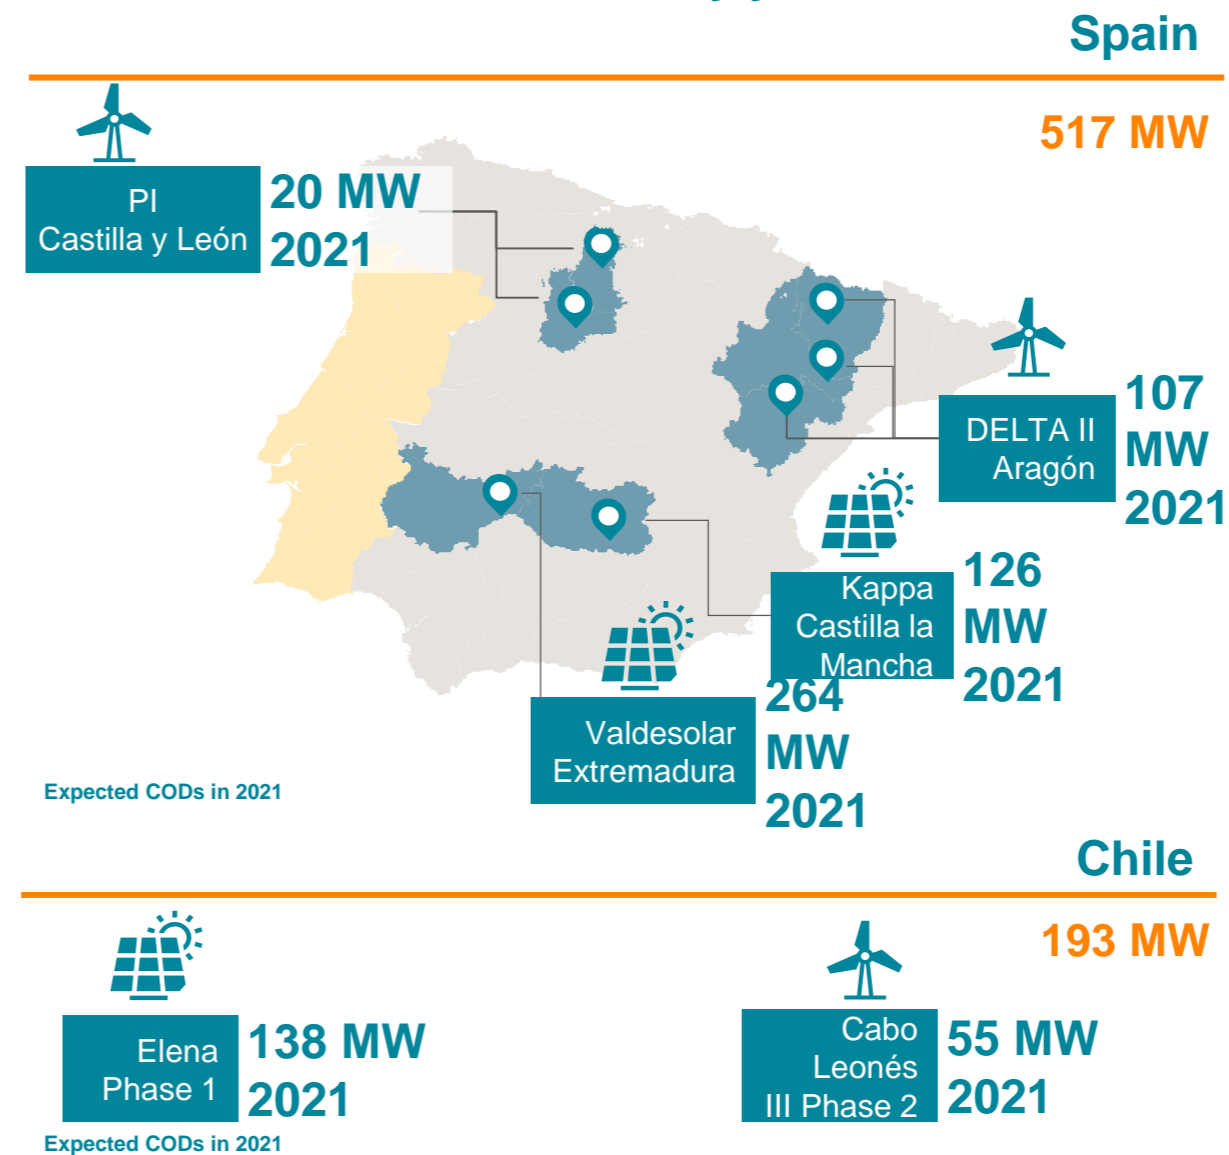 Spain
517 MW
PI
Castilla y León
20 MW
2021
DELTA II
Aragón
107
MW
2021
Kappa
Castilla la
Mancha
126
MW
2021
Valdesolar
Extremadura
264
MW
2021
Expected CODs in 2021
Chile
193 MW
Elena
Phase 1
138 MW
2021
Cabo
Leonés
III Phase 2
55 MW
2021
Expected CODs in 2021